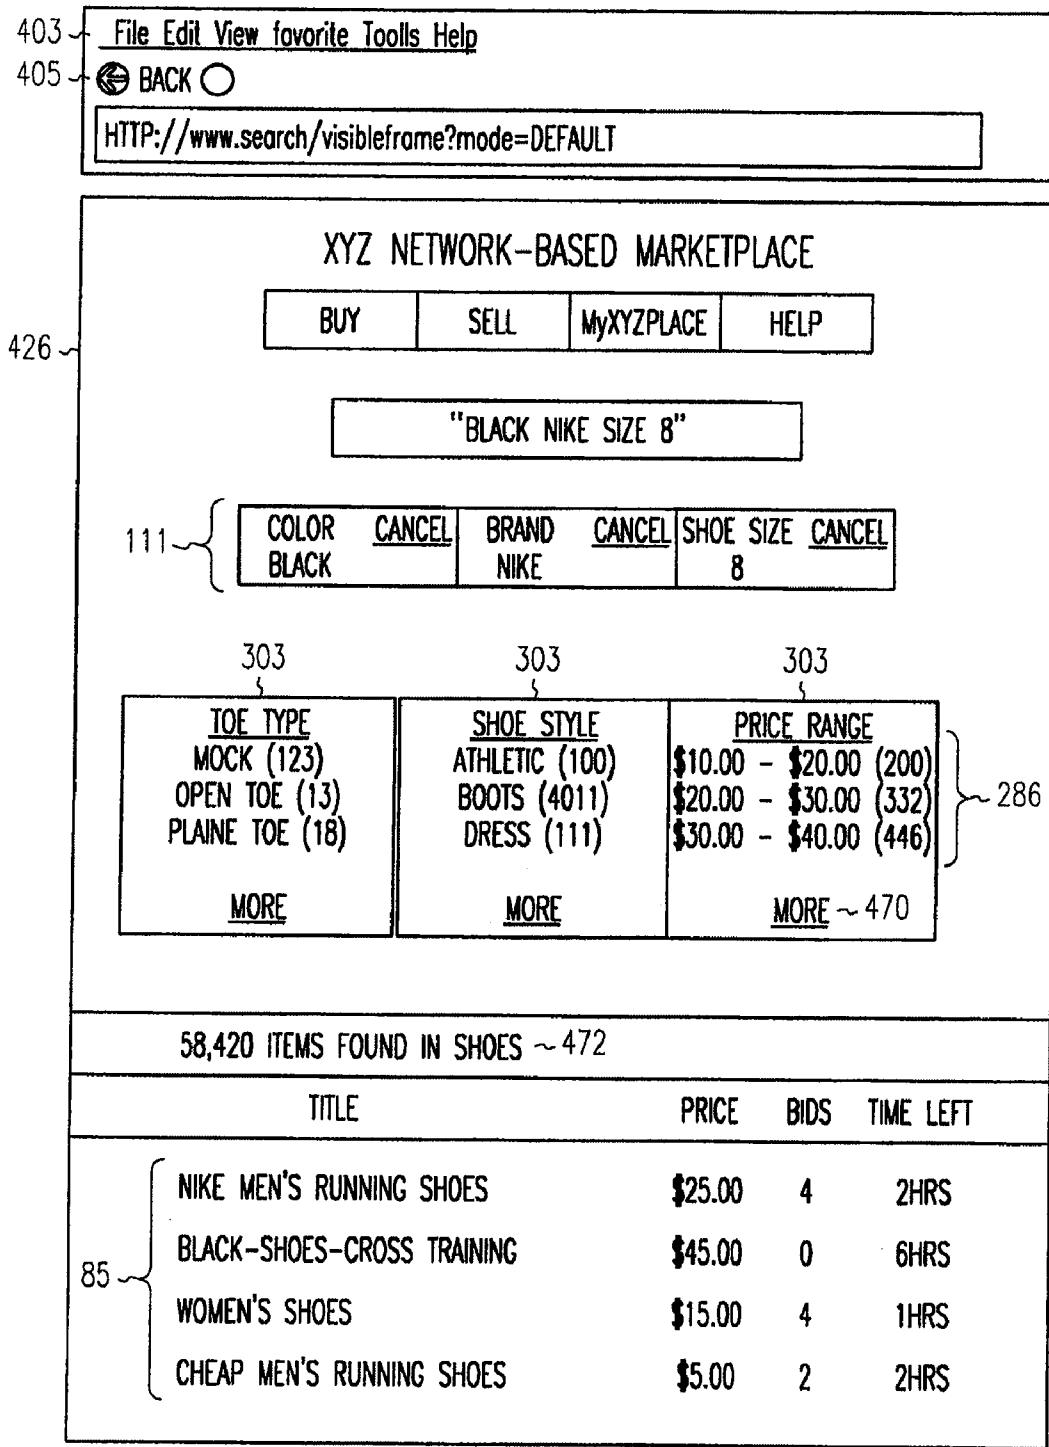 403 File Edit View favorite Toolls Help
405 BACK
HTTP://www.search/visibleframe?mode=DEFAULT
XYZ NETWORK-BASED MARKETPLACE
BUY SELL MyXYZPLACE HELP
426
"BLACK NIKE SIZE 8"
111
COLOR CANCEL BRAND CANCEL SHOE SIZE CANCEL
BLACK NIKE 8
303 303 303
TOE TYPE SHOE STYLE PRICE RANGE
MOCK (123) ATHLETIC (100) $10.00 - $20.00 (200)
OPEN TOE (13) BOOTS (4011) $20.00 - $30.00 (332) 286
PLAINE TOE (18) DRESS (111) $30.00 - $40.00 (446)
MORE MORE MORE ~ 470
58,420 ITEMS FOUND IN SHOES ~ 472
TITLE PRICE BIDS TIME LEFT
NIKE MEN'S RUNNING SHOES $25.00 4 2HRS
BLACK-SHOES-CROSS TRAINING $45.00 0 6HRS
85
WOMEN'S SHOES $15.00 4 1HRS
CHEAP MEN'S RUNNING SHOES $5.00 2 2HRS